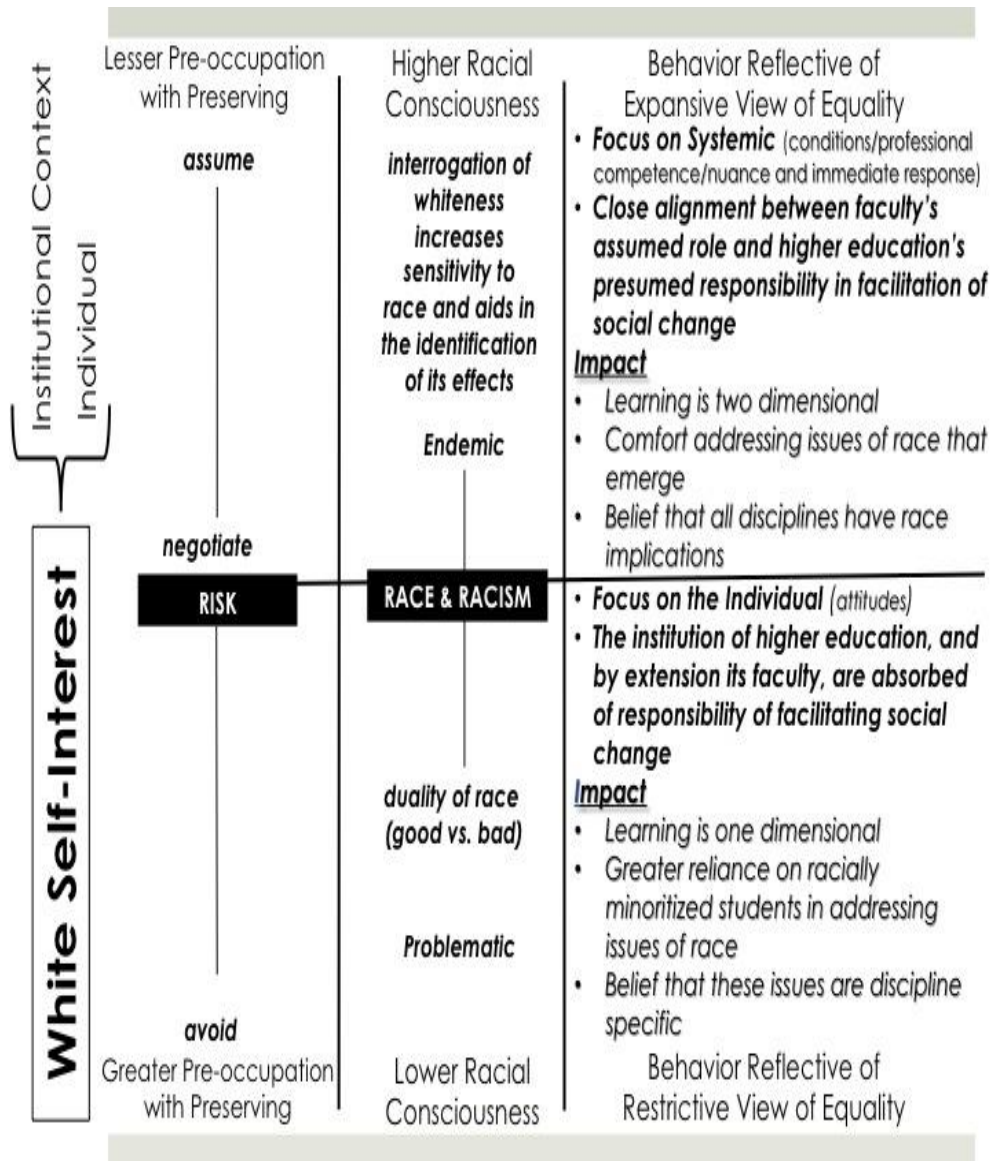 Institutional Context
Individual
White Self-Interest
Lesser Pre-occupation
with Preserving
assume
negotiate
RISK
avoid
Greater Pre-occupation
with Preserving
Higher Racial
Consciousness
interrogation of
whiteness
increases
sensitivity to
race and aids in
the identification
of its effects
Endemic
RACE & RACISM
duality of race
(good vs. bad)
Problematic
Lower Racial
Consciousness
Behavior Reflective of
Expansive View of Equality
• Focus on Systemic (conditions/professional
competence/nuance and immediate response)
• Close alignment between faculty's
assumed role and higher education's
presumed responsibility in facilitation of
social change
Impact
• Learning is two dimensional
• Comfort addressing issues of race that
emerge
• Belief that all disciplines have race
implications
• Focus on the Individual (attitudes)
• The institution of higher education, and
by extension its faculty, are absorbed
of responsibility of facilitating social
change
Impact
• Learning is one dimensional
• Greater reliance on racially
minoritized students in addressing
issues of race
• Belief that these issues are discipline
specific
Behavior Reflective of
Restrictive View of Equality